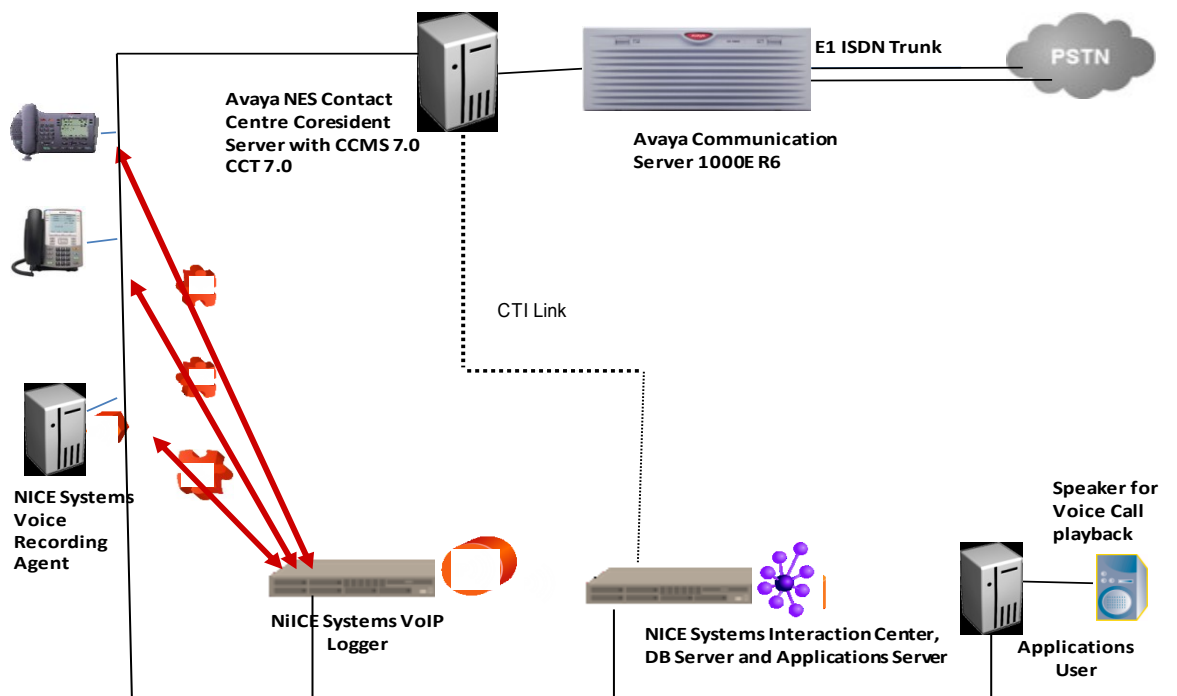 E1 ISDN Trunk
PSTN
Avaya NES Contact
Centre Coresident
Server with CCMS 7.0
CCT 7.0
Avaya Communication
Server 1000E R6
CTI Link
NICE Systems
Voice
Recording
Agent
Speaker for
Voice Call
playback
NiICE Systems VoIP
Logger
NICE Systems Interaction Center,
DB Server and Applications Server
Applications
User